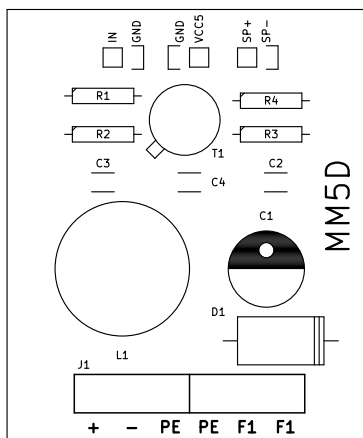 IN GND GND VCC5 SP+ SP-
R1 R4
R2 R3
T1
C3 C4 C2
MM5D
C1
D1
L1
J1
+ - PE PE F1 F1